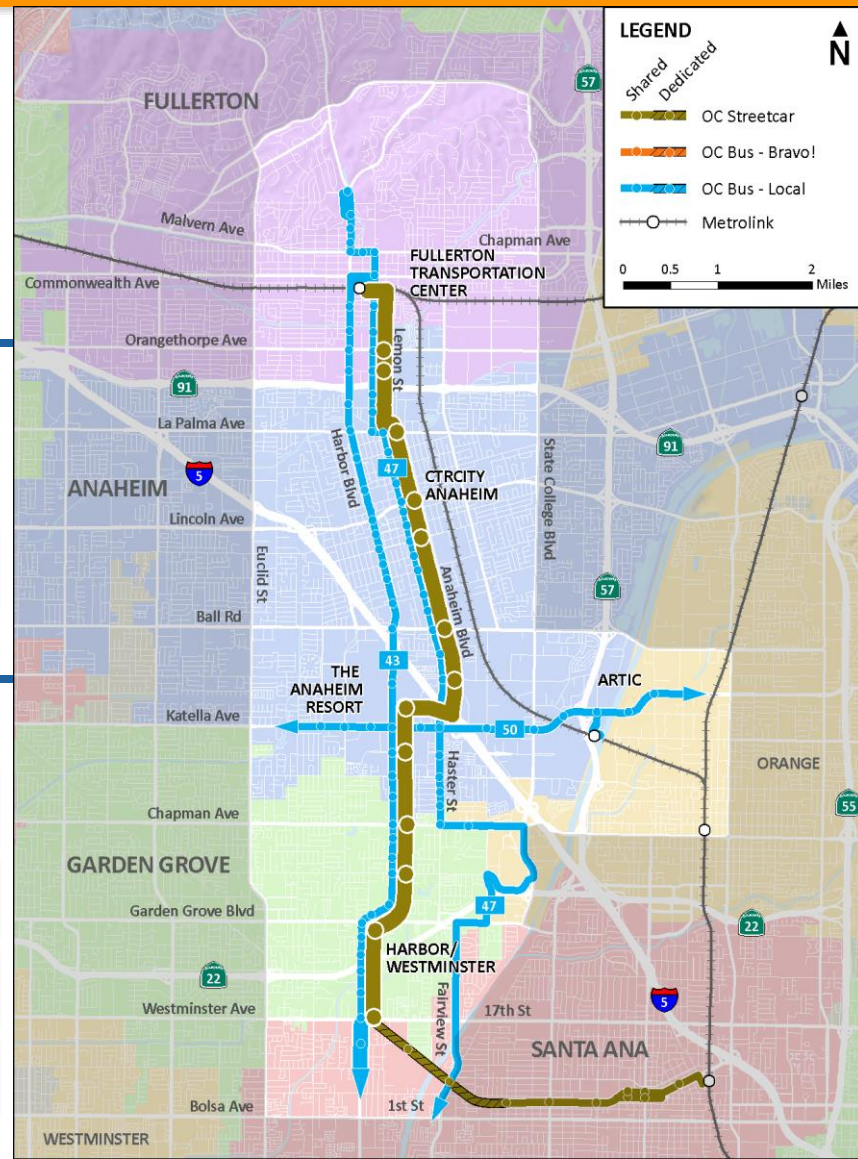 LEGEND
N
Shared
Dedicated
OC Streetcar
OC Bus - Bravo!
OC Bus - Local
Metrolink
0 0.5 1 2
Miles
57
FULLERTON
Malvern Ave
Chapman Ave
FULLERTON
TRANSPORTATION
CENTER
Commonwealth Ave
Orangethorpe Ave
Lemon St
91
La Palma Ave
Harbor Blvd
State College Blvd
91
5
47
CTRCITY
ANAHEIM
ANAHEIM
Lincoln Ave
Euclid St
Anaheim Blvd
57
Ball Rd
43
THE
ANAHEIM
RESORT
ARTIC
Katella Ave
50
Haster St
ORANGE
Chapman Ave
55
GARDEN GROVE
47
Garden Grove Blvd
22
HARBOR/
WESTMINSTER
22
Fairview St
5
Westminster Ave
17th St
SANTA ANA
Bolsa Ave
1st St
WESTMINSTER